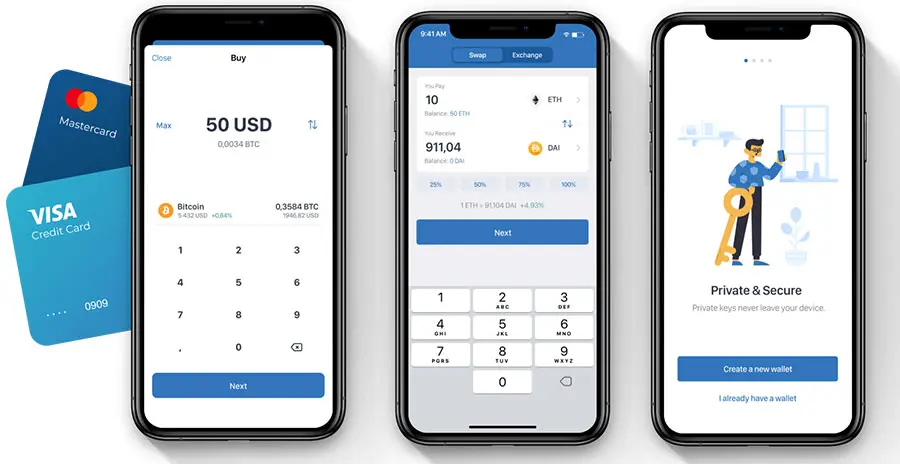 Mastercard
VISA
Credit Card
.... 0909
Close
Buy
Max
50 USD
0,0034 BTC
Bitcoin
0,3584 BTC
5 432 USD +0,64%
1946,82 USD
1
2
3
4
5
6
7
8
9
,
0
Next
9:41 AM
Swap
Exchange
You Pay
10
ETH
Balance: 50 ETH
You Receive
911,04
DAI
Balance: 0 DAI
25%
50%
75%
100%
1 ETH = 91,104 DAI +4.93%
Next
1
2
ABC
3
DEF
4
GHI
5
JKL
6
MNO
7
PQRS
8
TUV
9
WXYZ
0
Private & Secure
Private keys never leave your device.
Create a new wallet
I already have a wallet